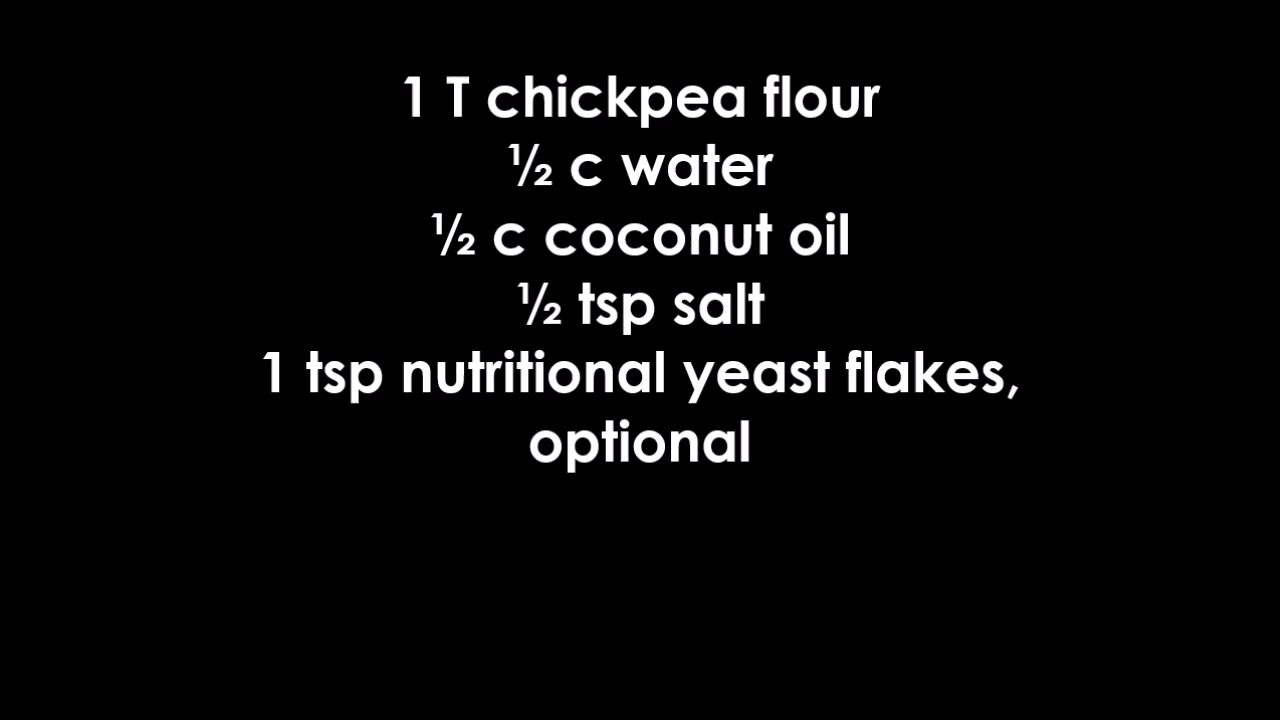 1 T chickpea flour
½ c water
½ c coconut oil
½ tsp salt
1 tsp nutritional yeast flakes,
optional